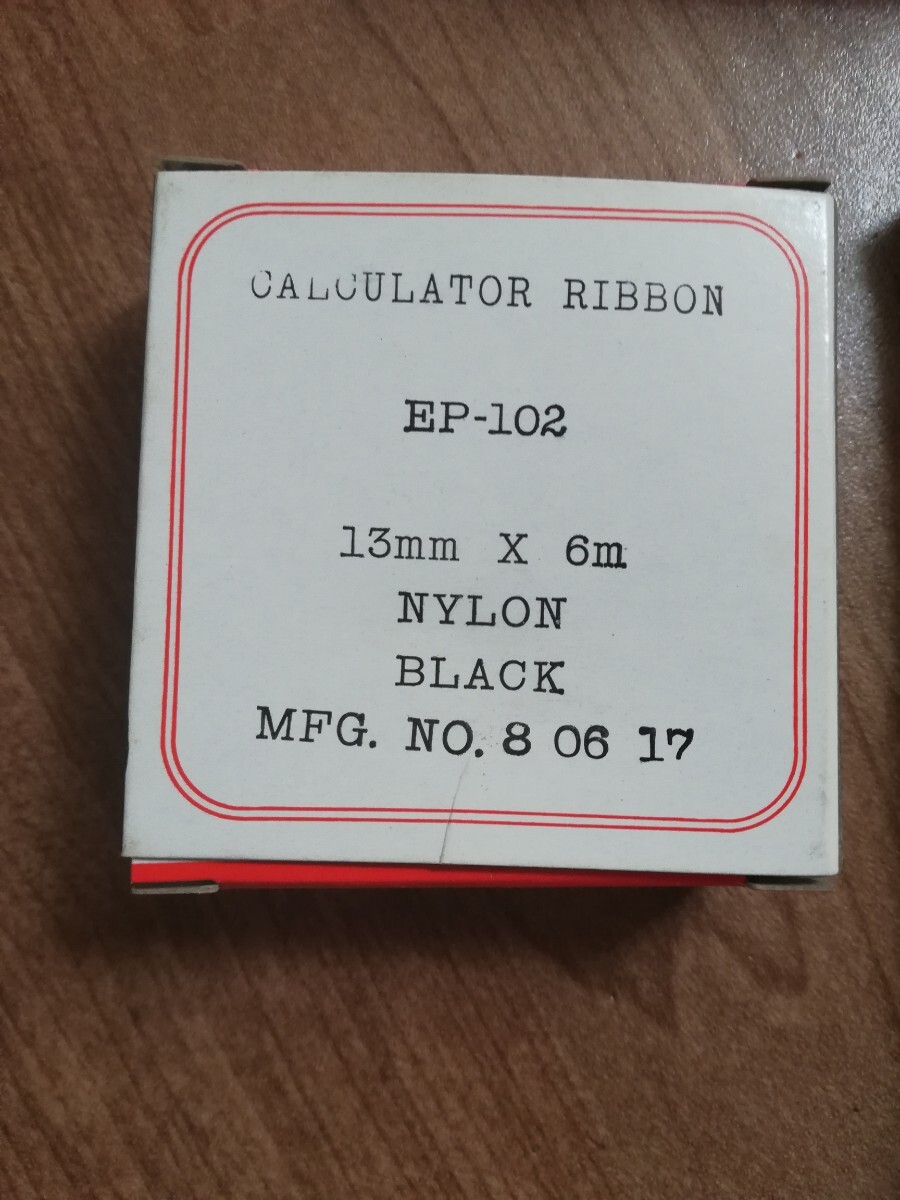 CALCULATOR RIBBON
EP-102
13mm X 6m
NYLON
BLACK
MFG. NO. 8 06 17